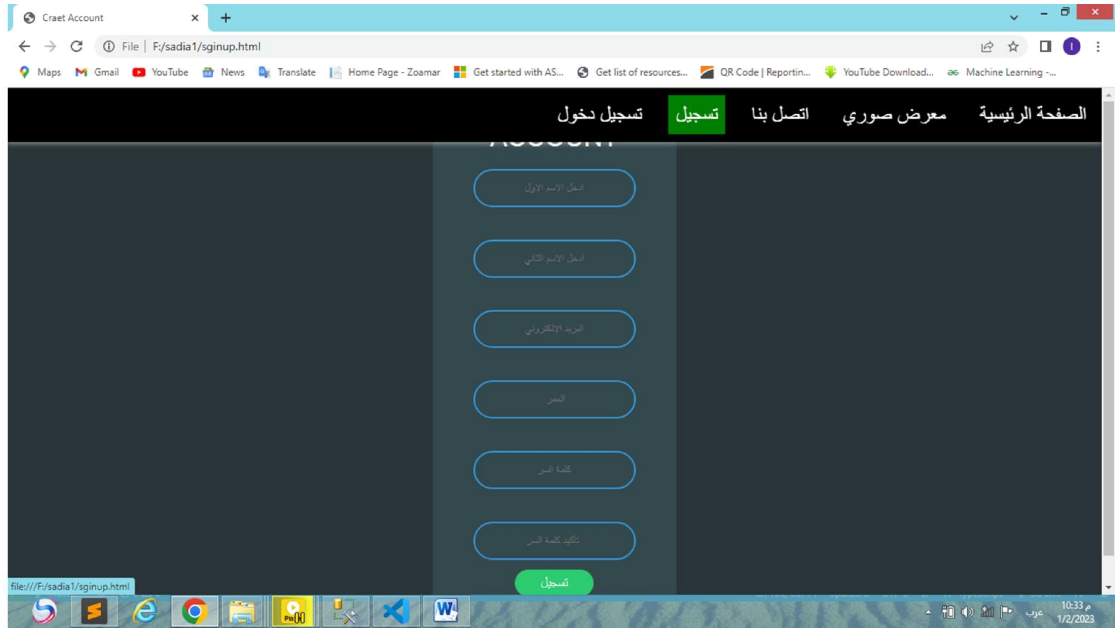 Craet Account
File | F:/sadia1/sginup.html
Maps Gmail YouTube News Translate Home Page - Zoamar Get started with AS... Get list of resources... QR Code | Reportin... YouTube Download... Machine Learning -...
الصفحة الرئيسية معرض صوري اتصل بنا تسجيل تسجيل دخول
ACCOUNT
ادخل الاسم الاول
ادخل الاسم الثاني
البريد الالكتروني
كلمة السر
تاكيد كلمة السر
تسجيل
file:///F:/sadia1/sginup.html
10:33 م
عرب
1/2/2023